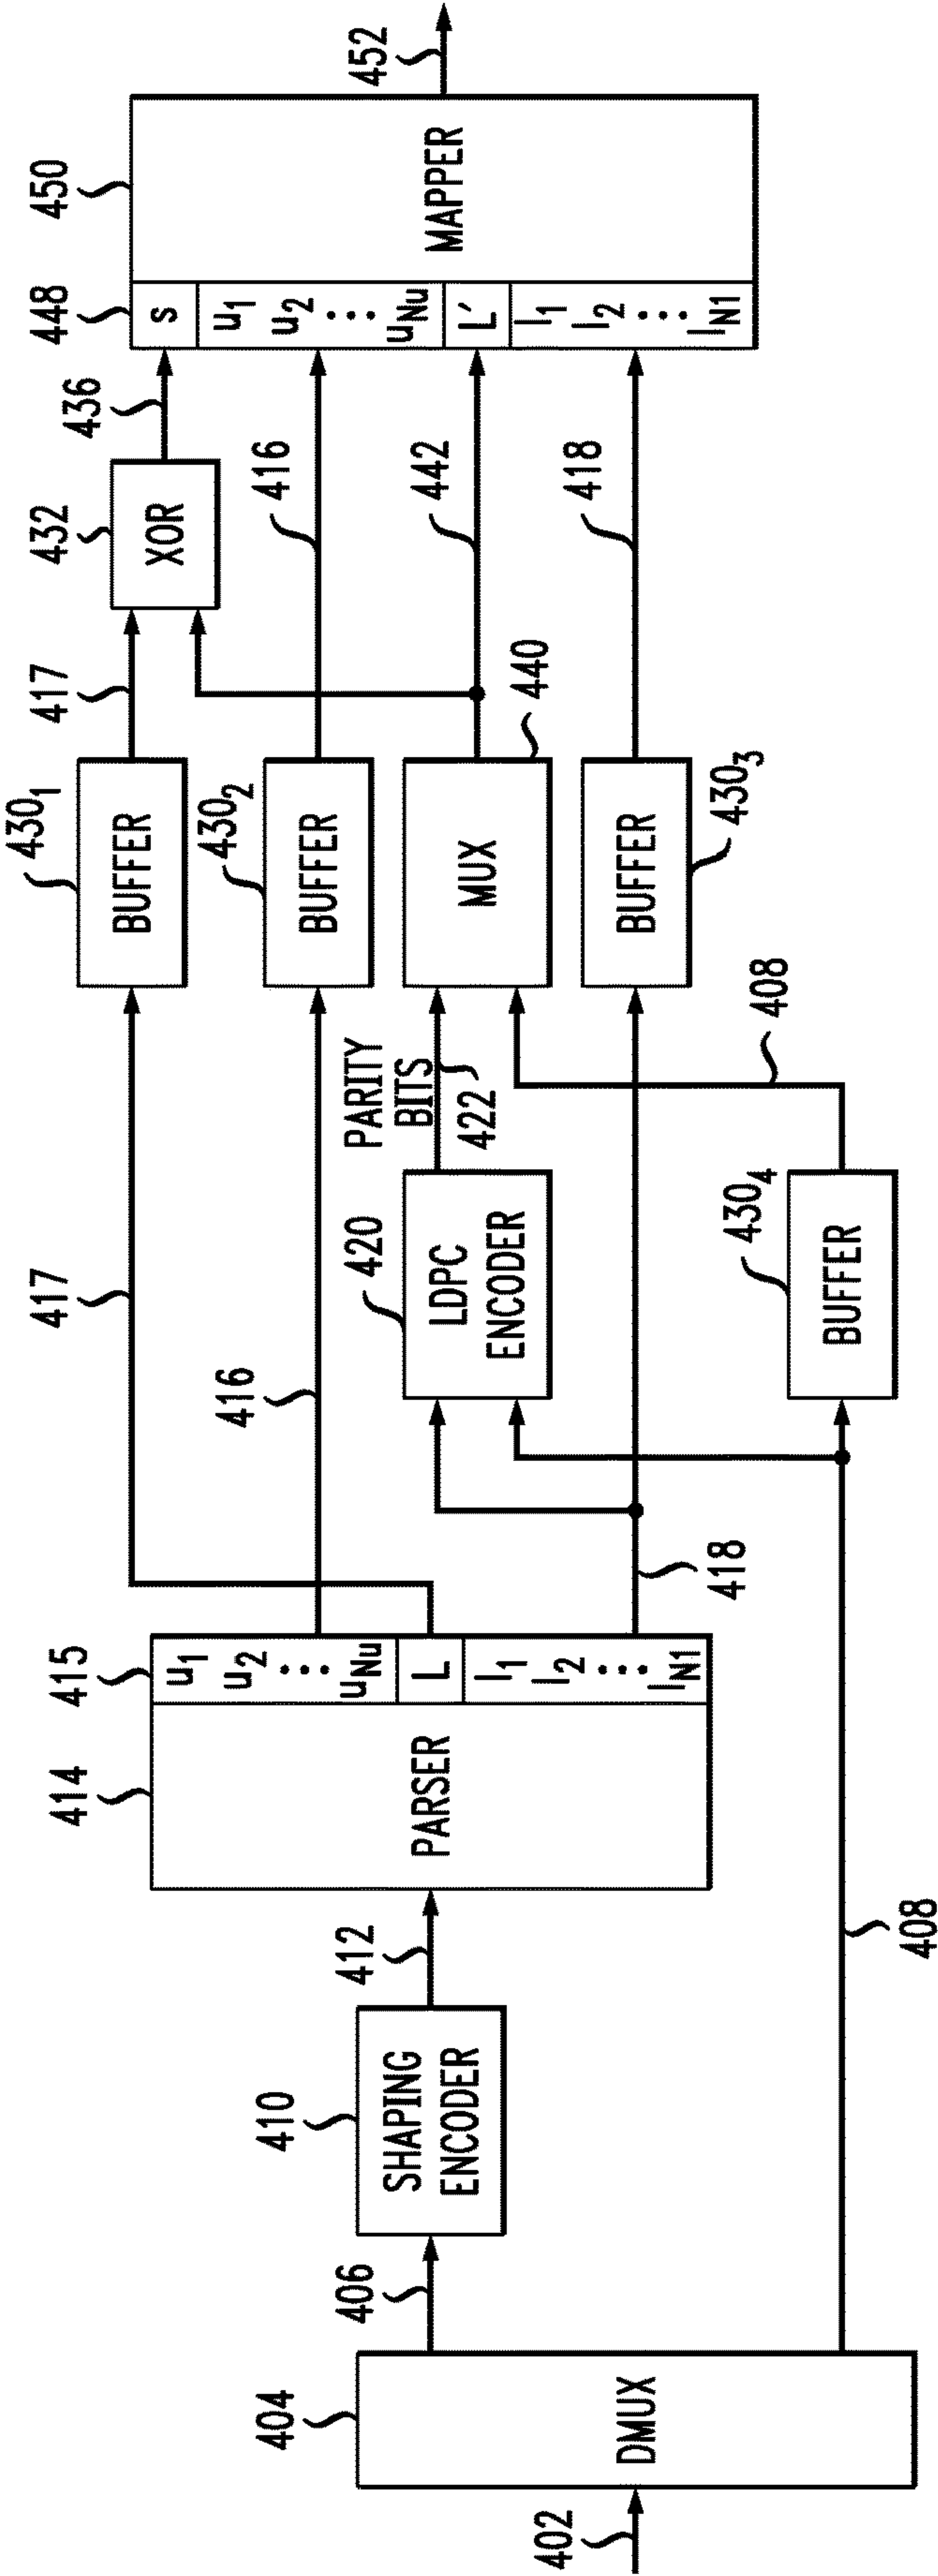 402
404
DMUX
406
408
410
SHAPING
ENCODER
412
414
PARSER
415
u1
u2
uNu
L
l1
l2
lN1
417
416
418
420
LDPC
ENCODER
PARITY
BITS
422
4304
BUFFER
408
4301
BUFFER
4302
BUFFER
MUX
440
BUFFER
4303
417
432
XOR
436
416
442
418
448
s
u1
u2
uNu
L′
l1
l2
lN1
450
MAPPER
452